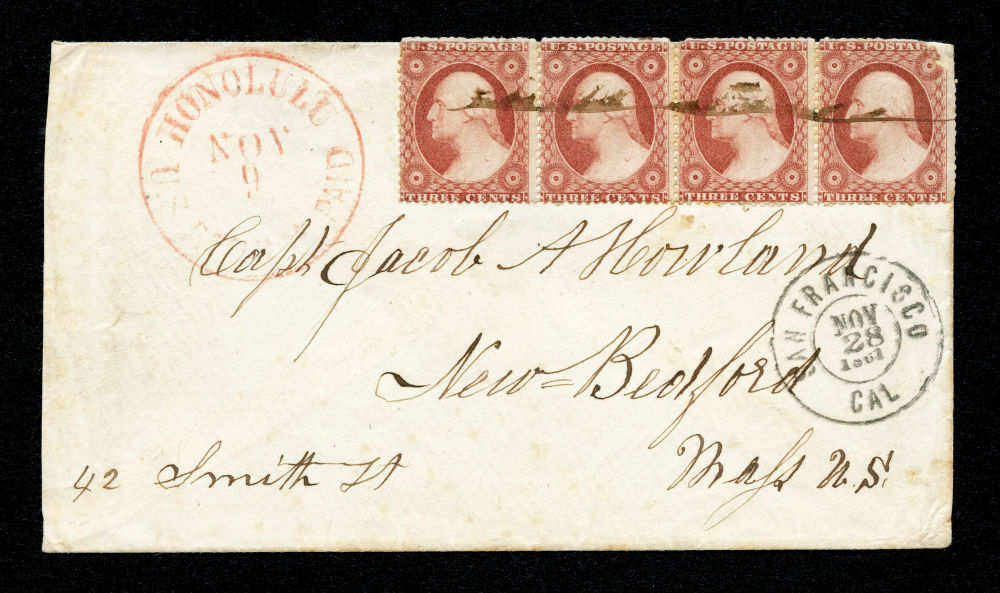 U.S. POSTAGE U.S. POSTAGE U.S. POSTAGE U.S. POSTAGE
THREE CENTS THREE CENTS THREE CENTS THREE CENTS
HONOLULU
NOV
9
U.S. PAID
Capt Jacob A Howland
New=Bedford
Mass U.S.
42 Smith St
SAN FRANCISCO
NOV
28
1861
CAL